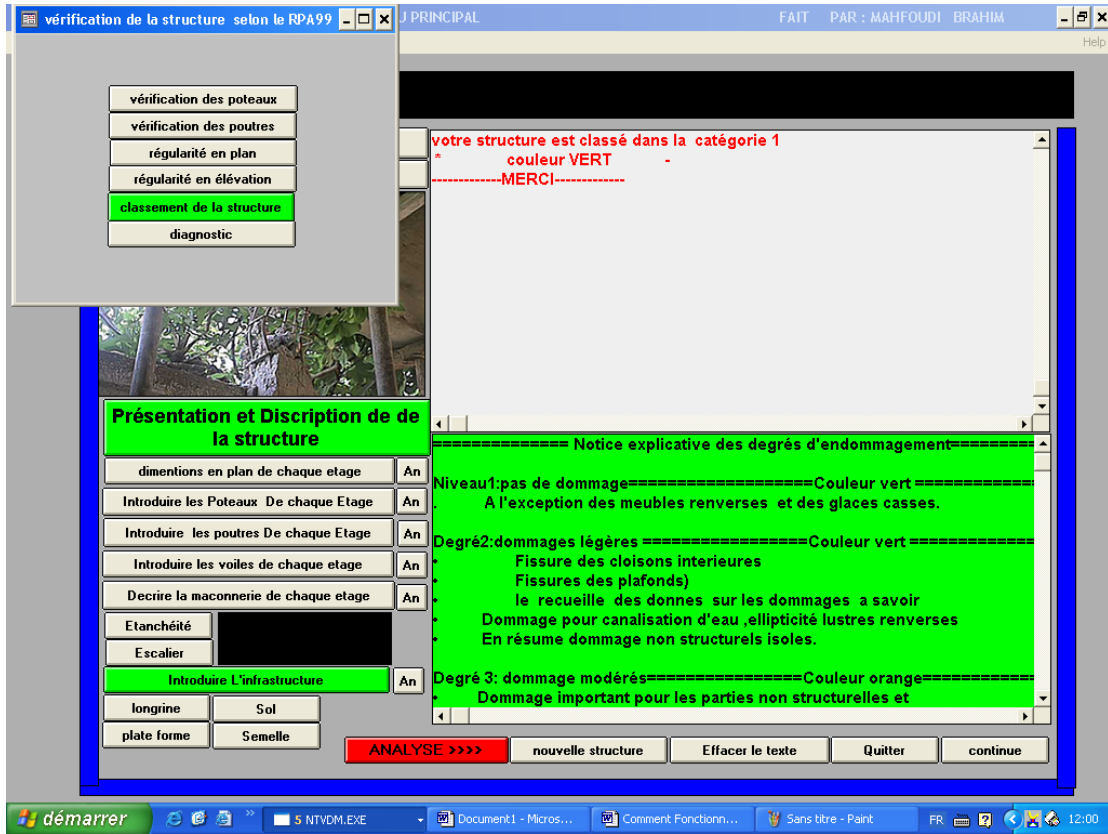 vérification de la structure selon le RPA99
U PRINCIPAL
FAIT PAR : MAHFOUDI BRAHIM
Help
vérification des poteaux
vérification des poutres
régularité en plan
régularité en élévation
classement de la structure
diagnostic
votre structure est classé dans la catégorie 1
* couleur VERT -
-------------MERCI-------------
Présentation et Discription de de
la structure
dimentions en plan de chaque etage An
Introduire les Poteaux De chaque Etage An
Introduire les poutres De chaque Etage An
Introduire les voiles de chaque etage An
Decrire la maconnerie de chaque etage An
Etanchéité
Escalier
Introduire L'infrastructure An
longrine Sol
plate forme Semelle
============== Notice explicative des degrés d'endommagement=========
Niveau1:pas de dommage===================Couleur vert =============
. A l'exception des meubles renverses et des glaces casses.
Degré2:dommages légères =================Couleur vert =============
• Fissure des cloisons interieures
• Fissures des plafonds)
• le recueille des donnes sur les dommages a savoir
• Dommage pour canalisation d'eau ,ellipticité lustres renverses
• En résume dommage non structurels isoles.
Degré 3: dommage modérés================Couleur orange============
• Dommage important pour les parties non structurelles et
ANALYSE >>>> nouvelle structure Effacer le texte Quitter continue
démarrer » 5 NTVDM.EXE Document1 - Micros... Comment Fonctionn... Sans titre - Paint FR 12:00